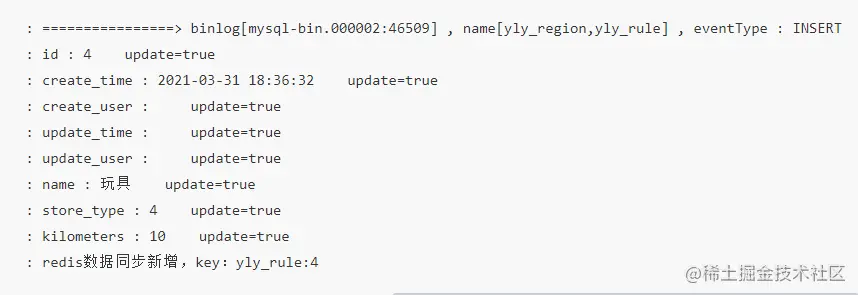 : ================> binlog[mysql-bin.000002:46509] , name[yly_region,yly_rule] , eventType : INSERT
: id : 4    update=true
: create_time : 2021-03-31 18:36:32    update=true
: create_user :     update=true
: update_time :     update=true
: update_user :     update=true
: name : 玩具    update=true
: store_type : 4    update=true
: kilometers : 10    update=true
: redis数据同步新增，key：yly_rule:4
@稀土掘金技术社区